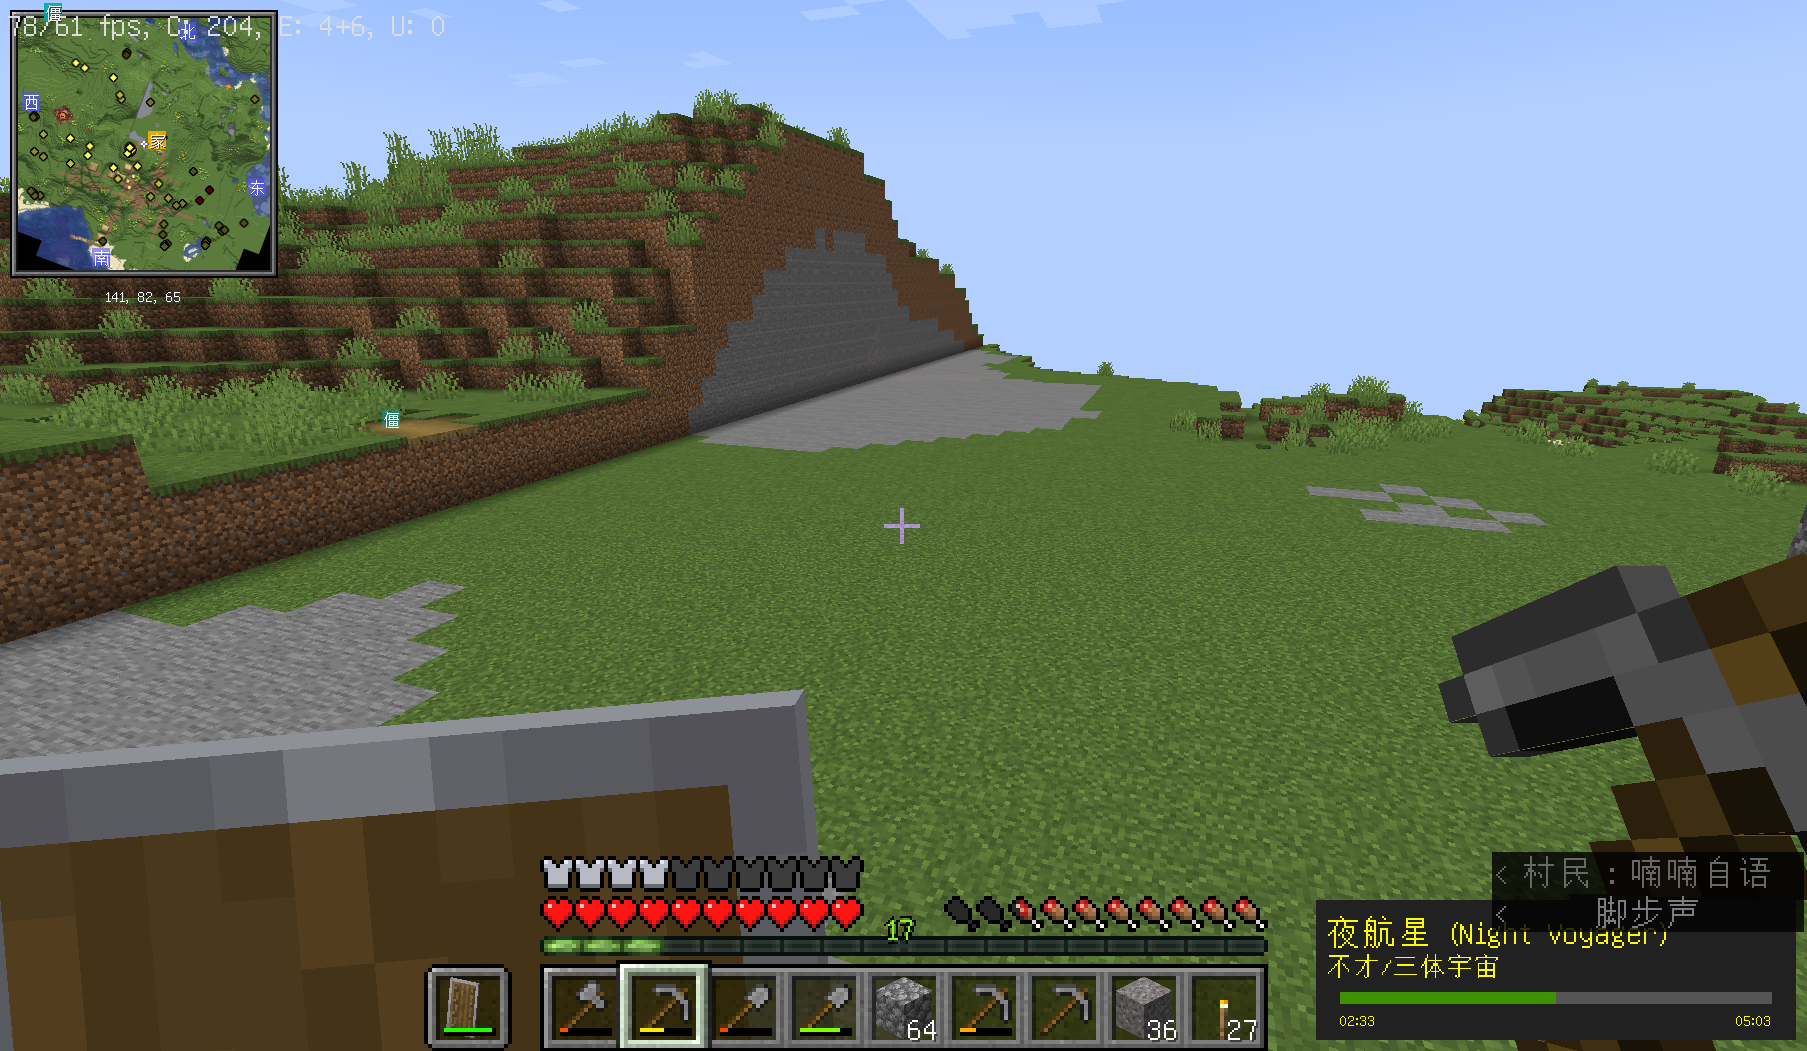 僵
78/61 fps, C: 204, E: 4+6, U: 0
北
西
家
东
南
141, 82, 65
僵
17
64
36
27
< 村民：喃喃自语
< 脚步声
夜航星 (Night Voyager)
不才/三体宇宙
02:33
05:03